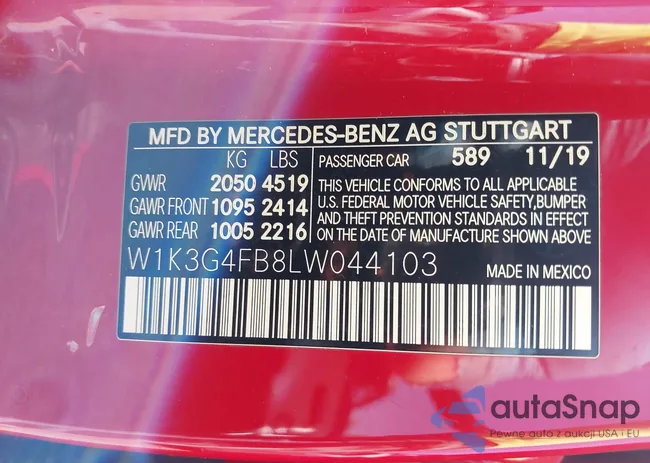 MFD BY MERCEDES-BENZ AG STUTTGART
KG LBS
GVWR 2050 4519
GAWR FRONT 1095 2414
GAWR REAR 1005 2216
PASSENGER CAR 589 11/19
THIS VEHICLE CONFORMS TO ALL APPLICABLE
U.S. FEDERAL MOTOR VEHICLE SAFETY,BUMPER
AND THEFT PREVENTION STANDARDS IN EFFECT
ON THE DATE OF MANUFACTURE SHOWN ABOVE
W1K3G4FB8LW044103
MADE IN MEXICO
autaSnap
Pewne auto z aukcji USA i EU